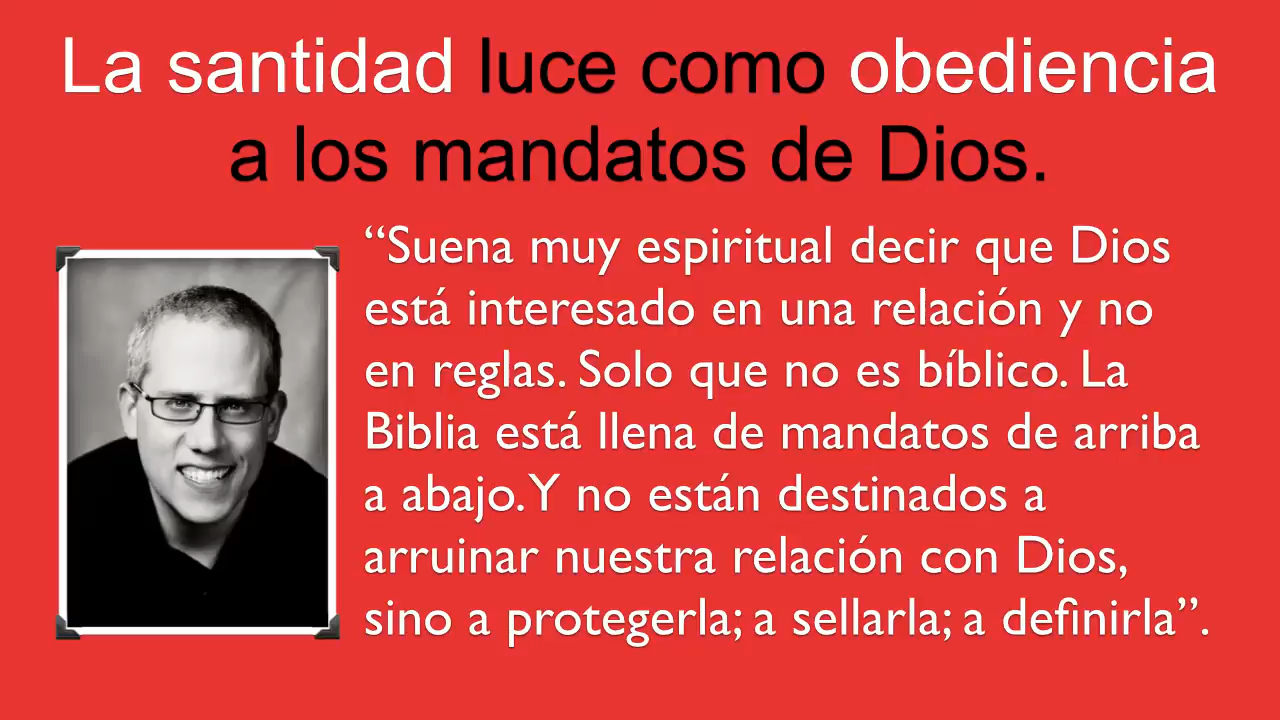 La santidad luce como obediencia
a los mandatos de Dios.
“Suena muy espiritual decir que Dios
está interesado en una relación y no
en reglas. Solo que no es bíblico. La
Biblia está llena de mandatos de arriba
a abajo. Y no están destinados a
arruinar nuestra relación con Dios,
sino a protegerla; a sellarla; a definirla”.